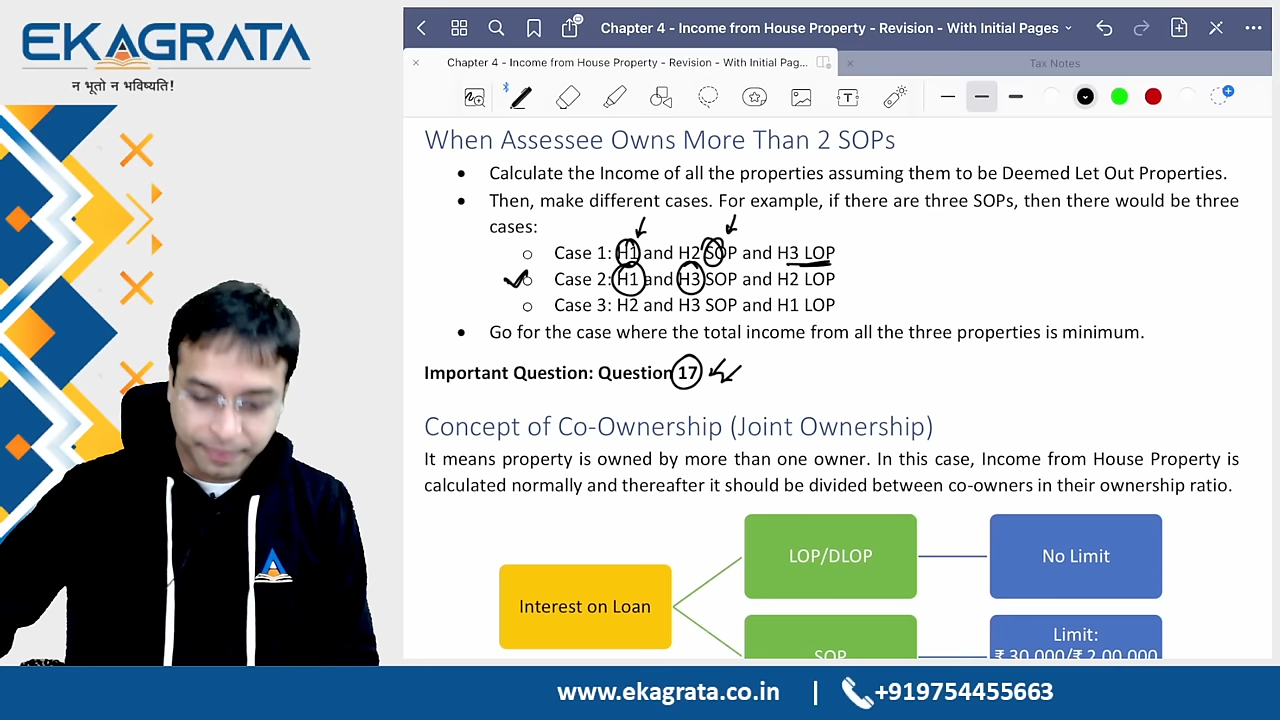 EKAGRATA
न भूतो न भविष्यति!
Chapter 4 - Income from House Property - Revision - With Initial Pages
Chapter 4 - Income from House Property - Revision - With Initial Pag...
Tax Notes
When Assessee Owns More Than 2 SOPs
• Calculate the Income of all the properties assuming them to be Deemed Let Out Properties.
• Then, make different cases. For example, if there are three SOPs, then there would be three
cases:
o Case 1: H1 and H2 SOP and H3 LOP
o Case 2: H1 and H3 SOP and H2 LOP
o Case 3: H2 and H3 SOP and H1 LOP
• Go for the case where the total income from all the three properties is minimum.
Important Question: Question 17
Concept of Co-Ownership (Joint Ownership)
It means property is owned by more than one owner. In this case, Income from House Property is
calculated normally and thereafter it should be divided between co-owners in their ownership ratio.
LOP/DLOP
No Limit
Interest on Loan
SOP
Limit:
₹ 30,000/₹ 2,00,000
www.ekagrata.co.in | +919754455663